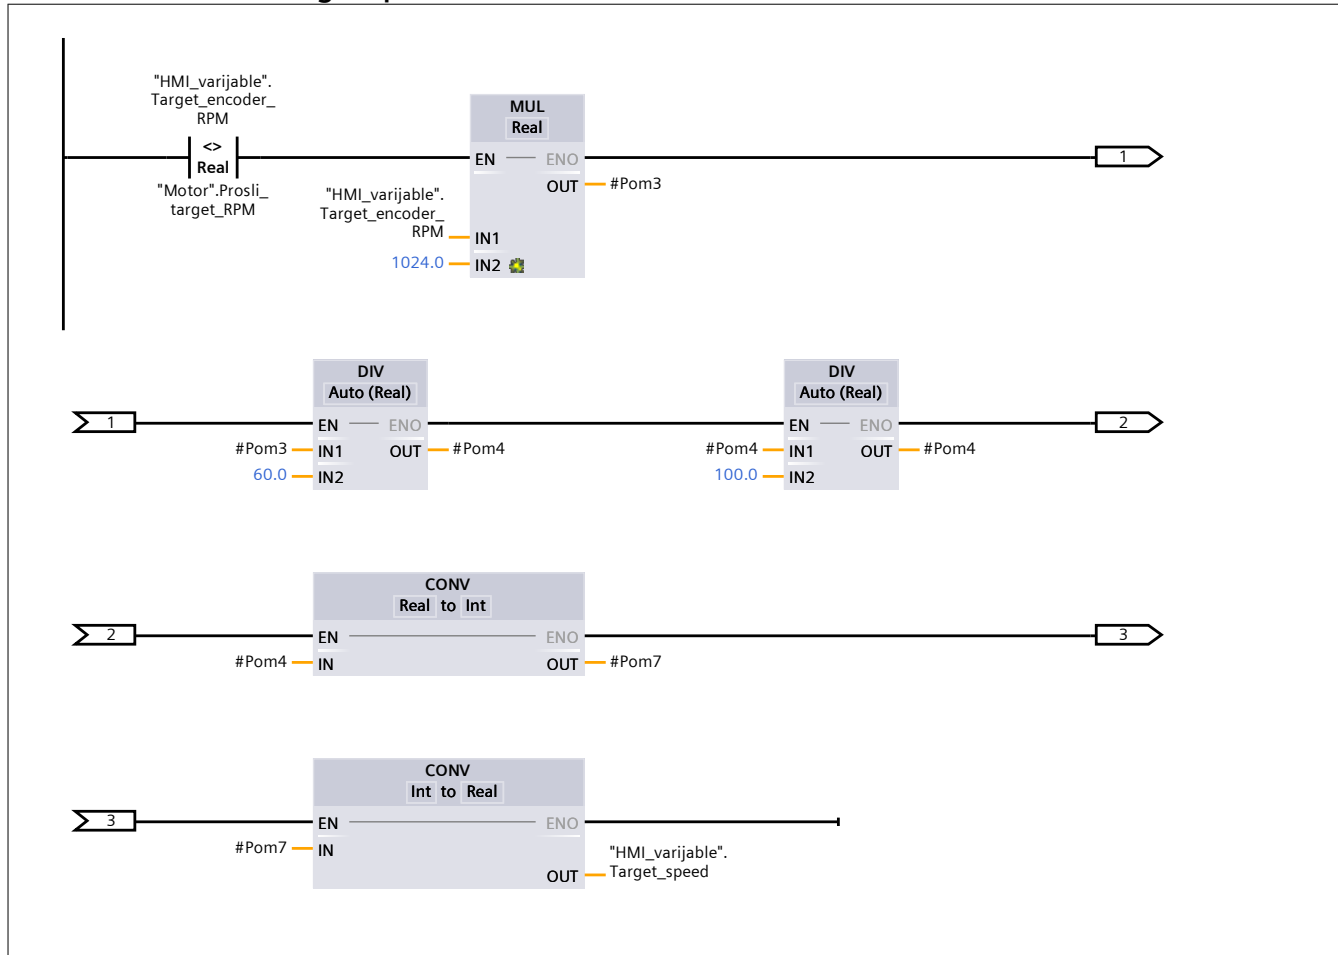 "HMI_varijable".
Target_encoder_
RPM
<>
Real
"Motor".Prosli_
target_RPM
MUL
Real
EN ENO
OUT #Pom3
"HMI_varijable".
Target_encoder_
RPM IN1
1024.0 IN2
1
1
DIV
Auto (Real)
EN ENO
#Pom3 IN1 OUT #Pom4
60.0 IN2
DIV
Auto (Real)
EN ENO
#Pom4 IN1 OUT #Pom4
100.0 IN2
2
2
CONV
Real to Int
EN ENO
#Pom4 IN OUT #Pom7
3
3
CONV
Int to Real
EN ENO
#Pom7 IN
OUT "HMI_varijable".
Target_speed